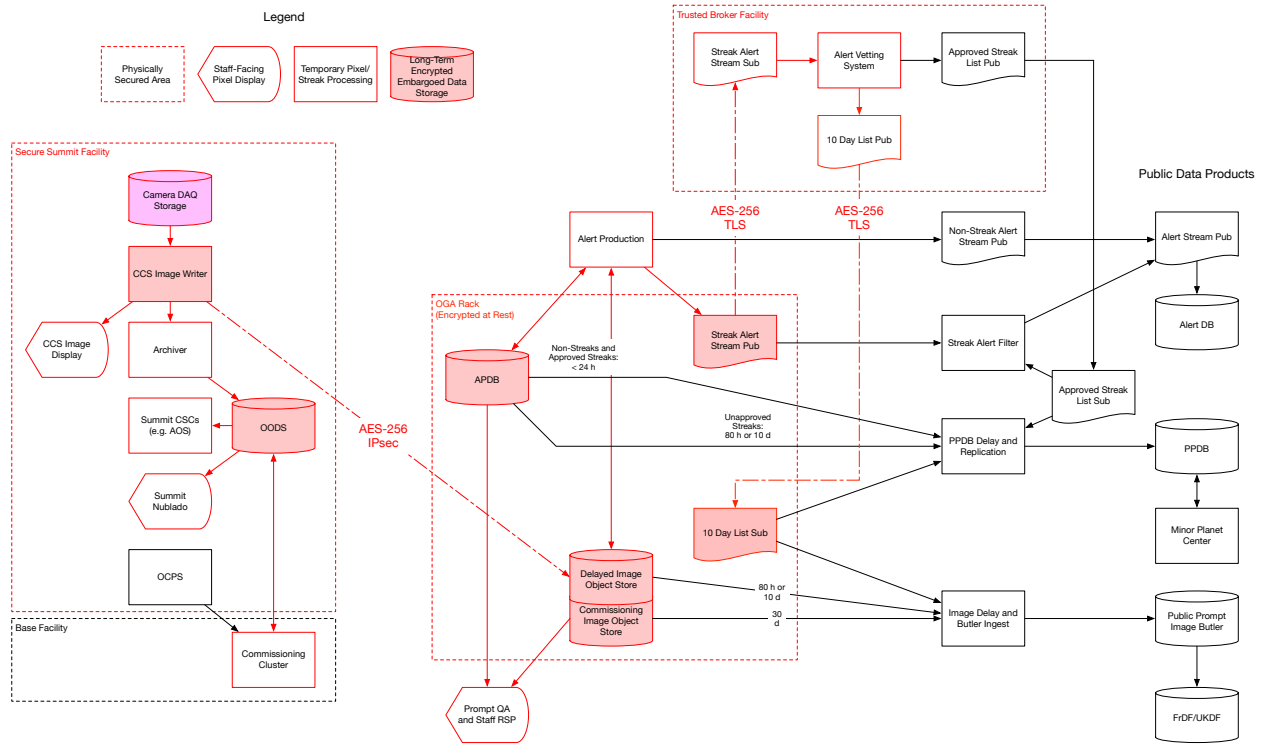 Legend
Physically
Secured Area
Staff-Facing
Pixel Display
Temporary Pixel/
Streak Processing
Long-Term
Encrypted
Embargoed Data
Storage
Trusted Broker Facility
Streak Alert
Stream Sub
Alert Vetting
System
Approved Streak
List Pub
10 Day List Pub
Secure Summit Facility
Camera DAQ
Storage
CCS Image Writer
CCS Image
Display
Archiver
Summit CSCs
(e.g. AOS)
OODS
Summit
Nublado
OCPS
Base Facility
Commissioning
Cluster
AES-256
IPsec
AES-256
TLS
AES-256
TLS
Public Data Products
Alert Production
Non-Streak Alert
Stream Pub
Alert Stream Pub
OGA Rack
(Encrypted at Rest)
Streak Alert
Stream Pub
Streak Alert Filter
Alert DB
Non-Streaks and
Approved Streaks:
< 24 h
APDB
Approved Streak
List Sub
Unapproved
Streaks:
80 h or 10 d
PPDB Delay and
Replication
PPDB
10 Day List Sub
Minor Planet
Center
Delayed Image
Object Store
Commissioning
Image Object
Store
80 h or
10 d
30
d
Image Delay and
Butler Ingest
Public Prompt
Image Butler
Prompt QA
and Staff RSP
FrDF/UKDF